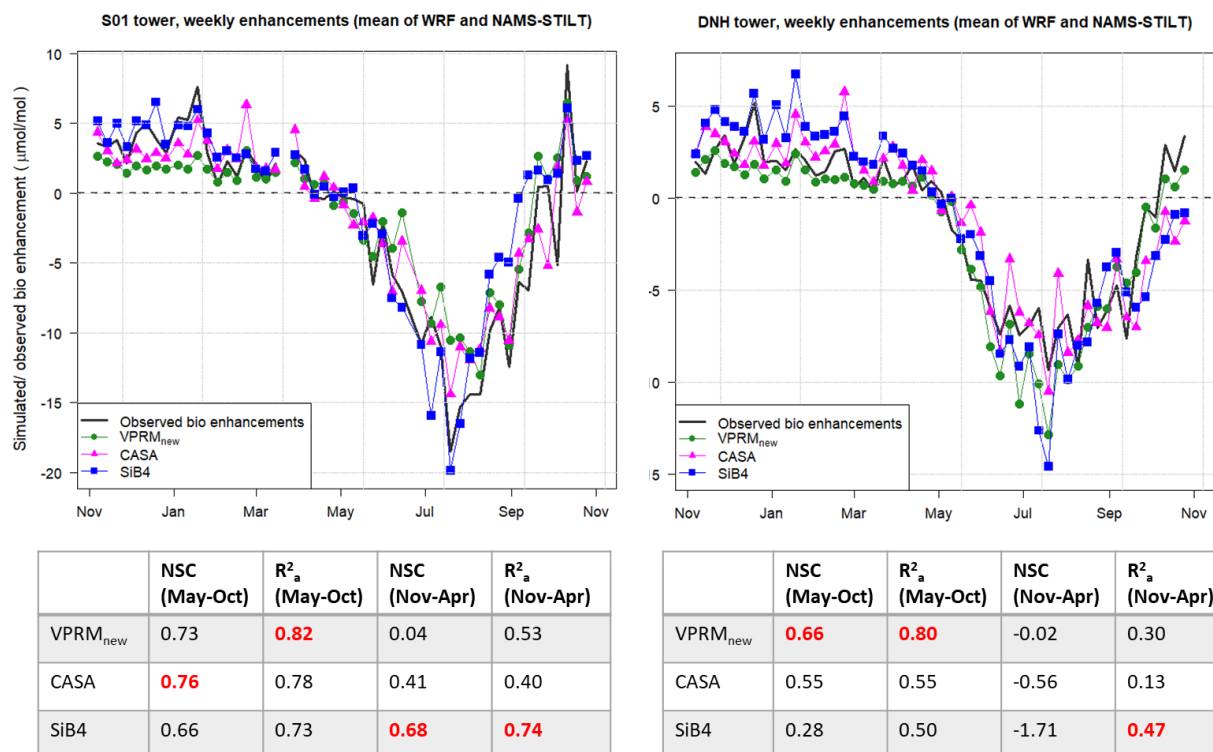 S01 tower, weekly enhancements (mean of WRF and NAMS-STILT)
Simulated/ observed bio enhancement ( μmol/mol )
10
5
0
-5
-10
-15
-20
Observed bio enhancements
VPRMnew
CASA
SiB4
Nov Jan Mar May Jul Sep Nov
DNH tower, weekly enhancements (mean of WRF and NAMS-STILT)
5
0
-5
0
5
Observed bio enhancements
VPRMnew
CASA
SiB4
Nov Jan Mar May Jul Sep Nov
NSC (May-Oct) R²a (May-Oct) NSC (Nov-Apr) R²a (Nov-Apr)
VPRMnew 0.73 0.82 0.04 0.53
CASA 0.76 0.78 0.41 0.40
SiB4 0.66 0.73 0.68 0.74
NSC (May-Oct) R²a (May-Oct) NSC (Nov-Apr) R²a (Nov-Apr)
VPRMnew 0.66 0.80 -0.02 0.30
CASA 0.55 0.55 -0.56 0.13
SiB4 0.28 0.50 -1.71 0.47